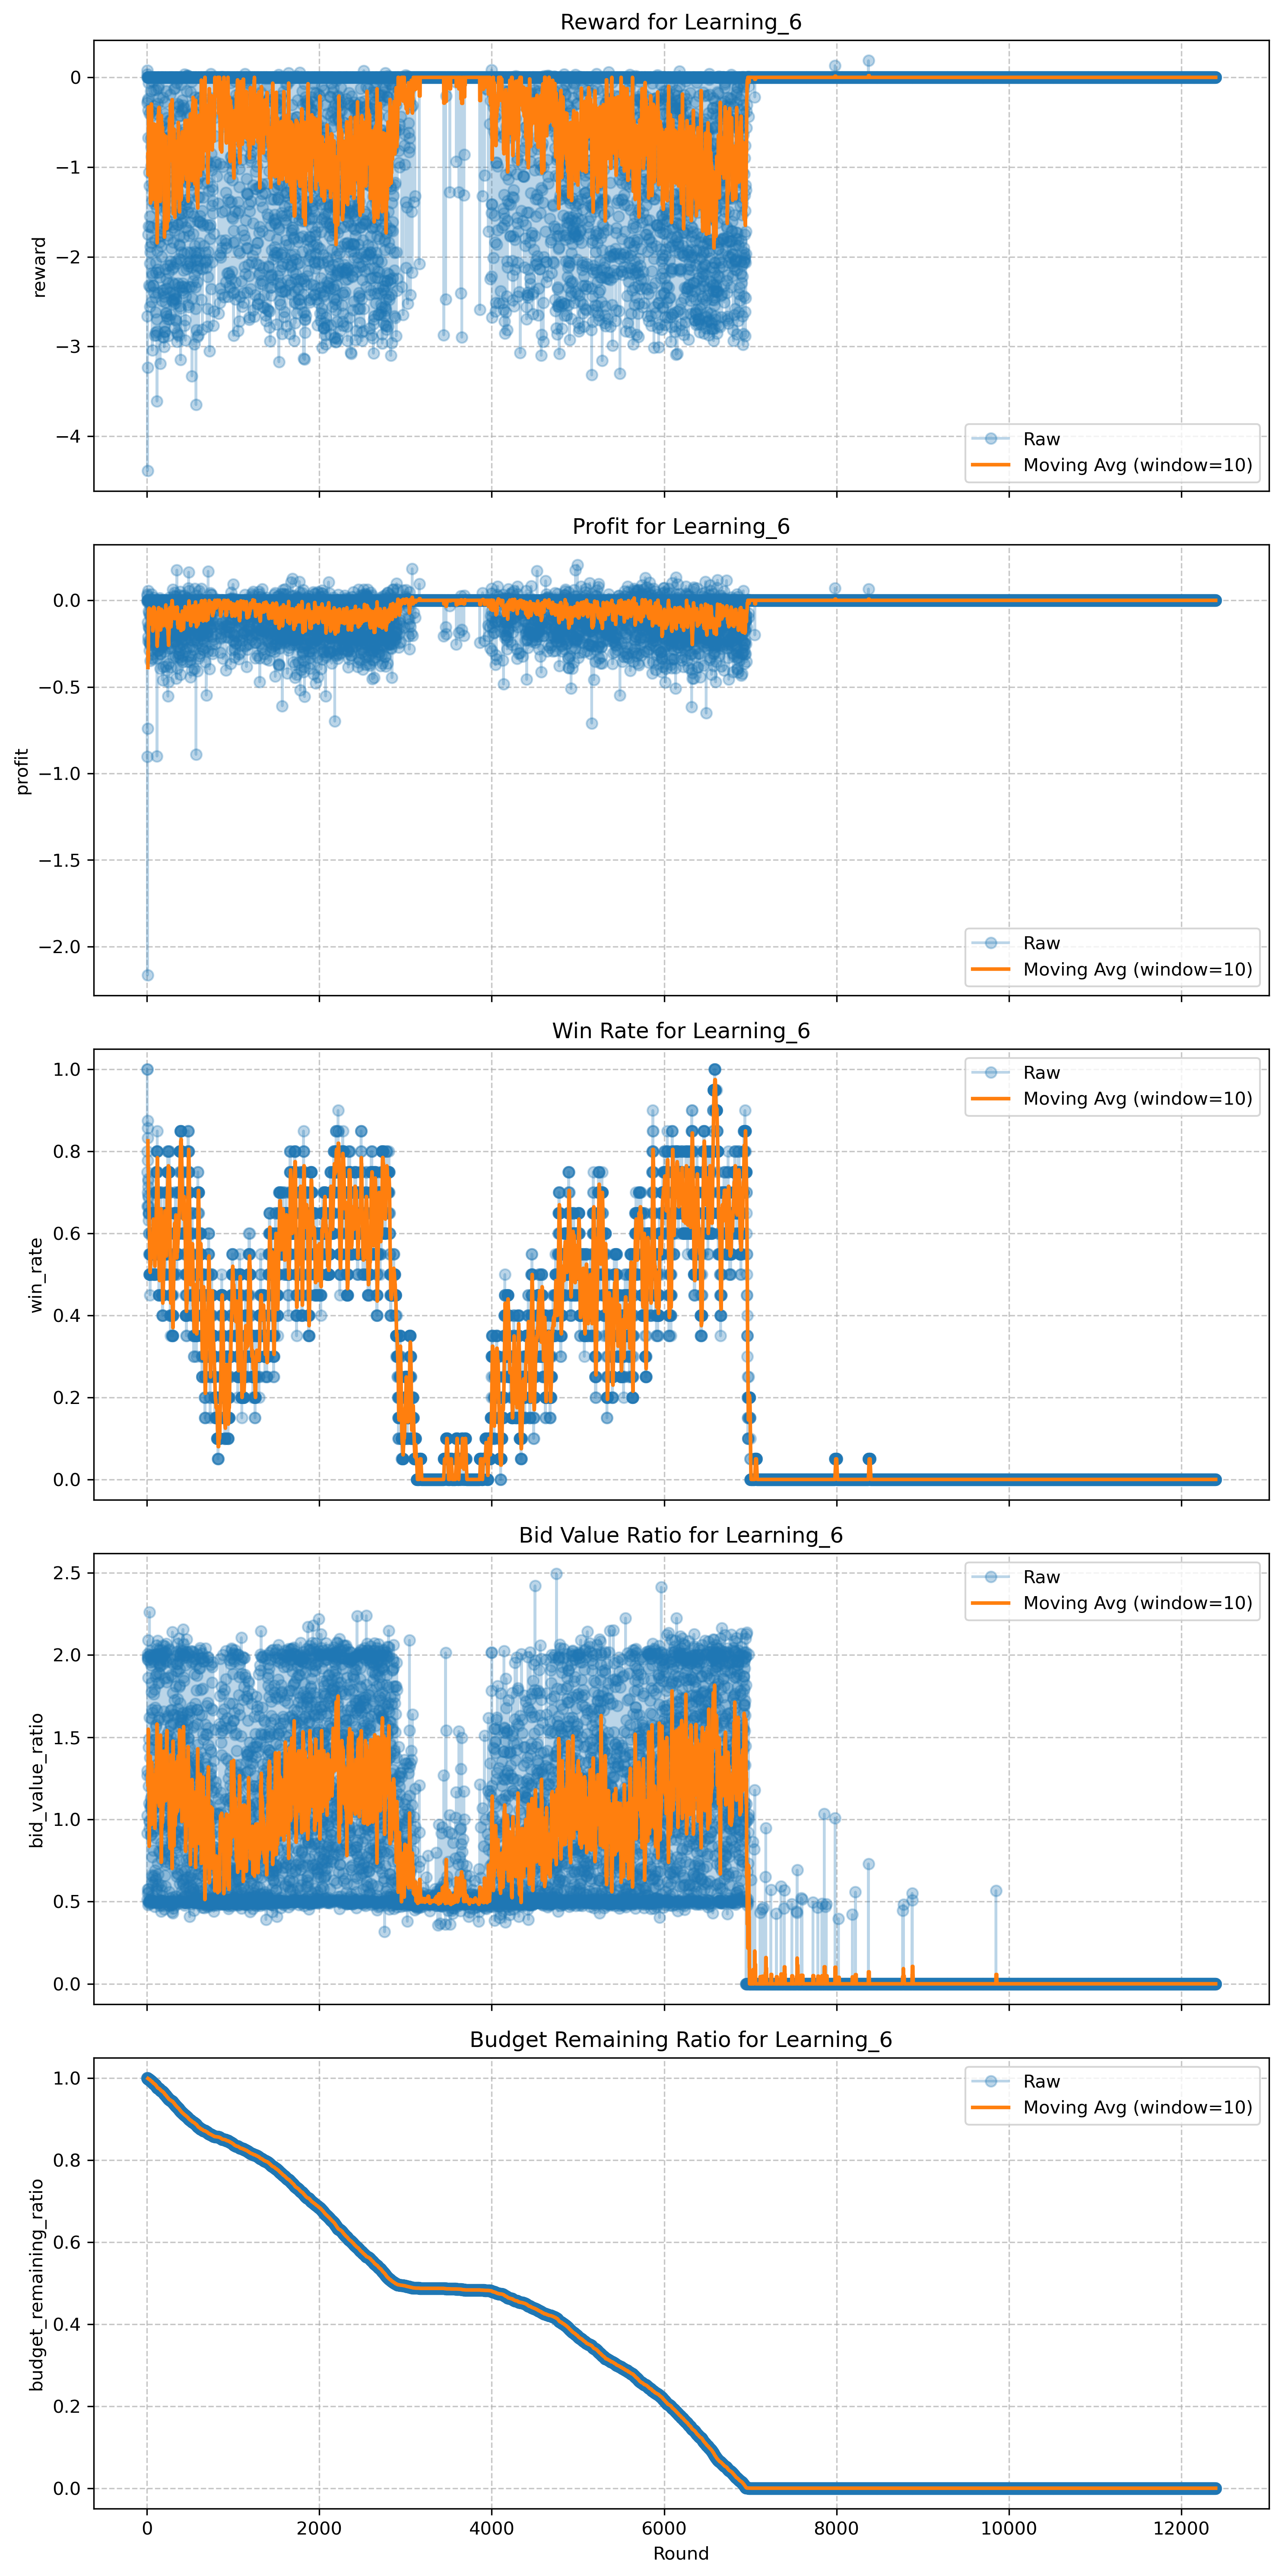 Reward for Learning_6
0
−1
−2
−3
−4
reward
Raw
Moving Avg (window=10)
Profit for Learning_6
0.0
−0.5
−1.0
−1.5
−2.0
profit
Raw
Moving Avg (window=10)
Win Rate for Learning_6
1.0
0.8
0.6
0.4
0.2
0.0
win_rate
Raw
Moving Avg (window=10)
Bid Value Ratio for Learning_6
2.5
2.0
1.5
1.0
0.5
0.0
bid_value_ratio
Raw
Moving Avg (window=10)
Budget Remaining Ratio for Learning_6
1.0
0.8
0.6
0.4
0.2
0.0
budget_remaining_ratio
Raw
Moving Avg (window=10)
0 2000 4000 6000 8000 10000 12000
Round